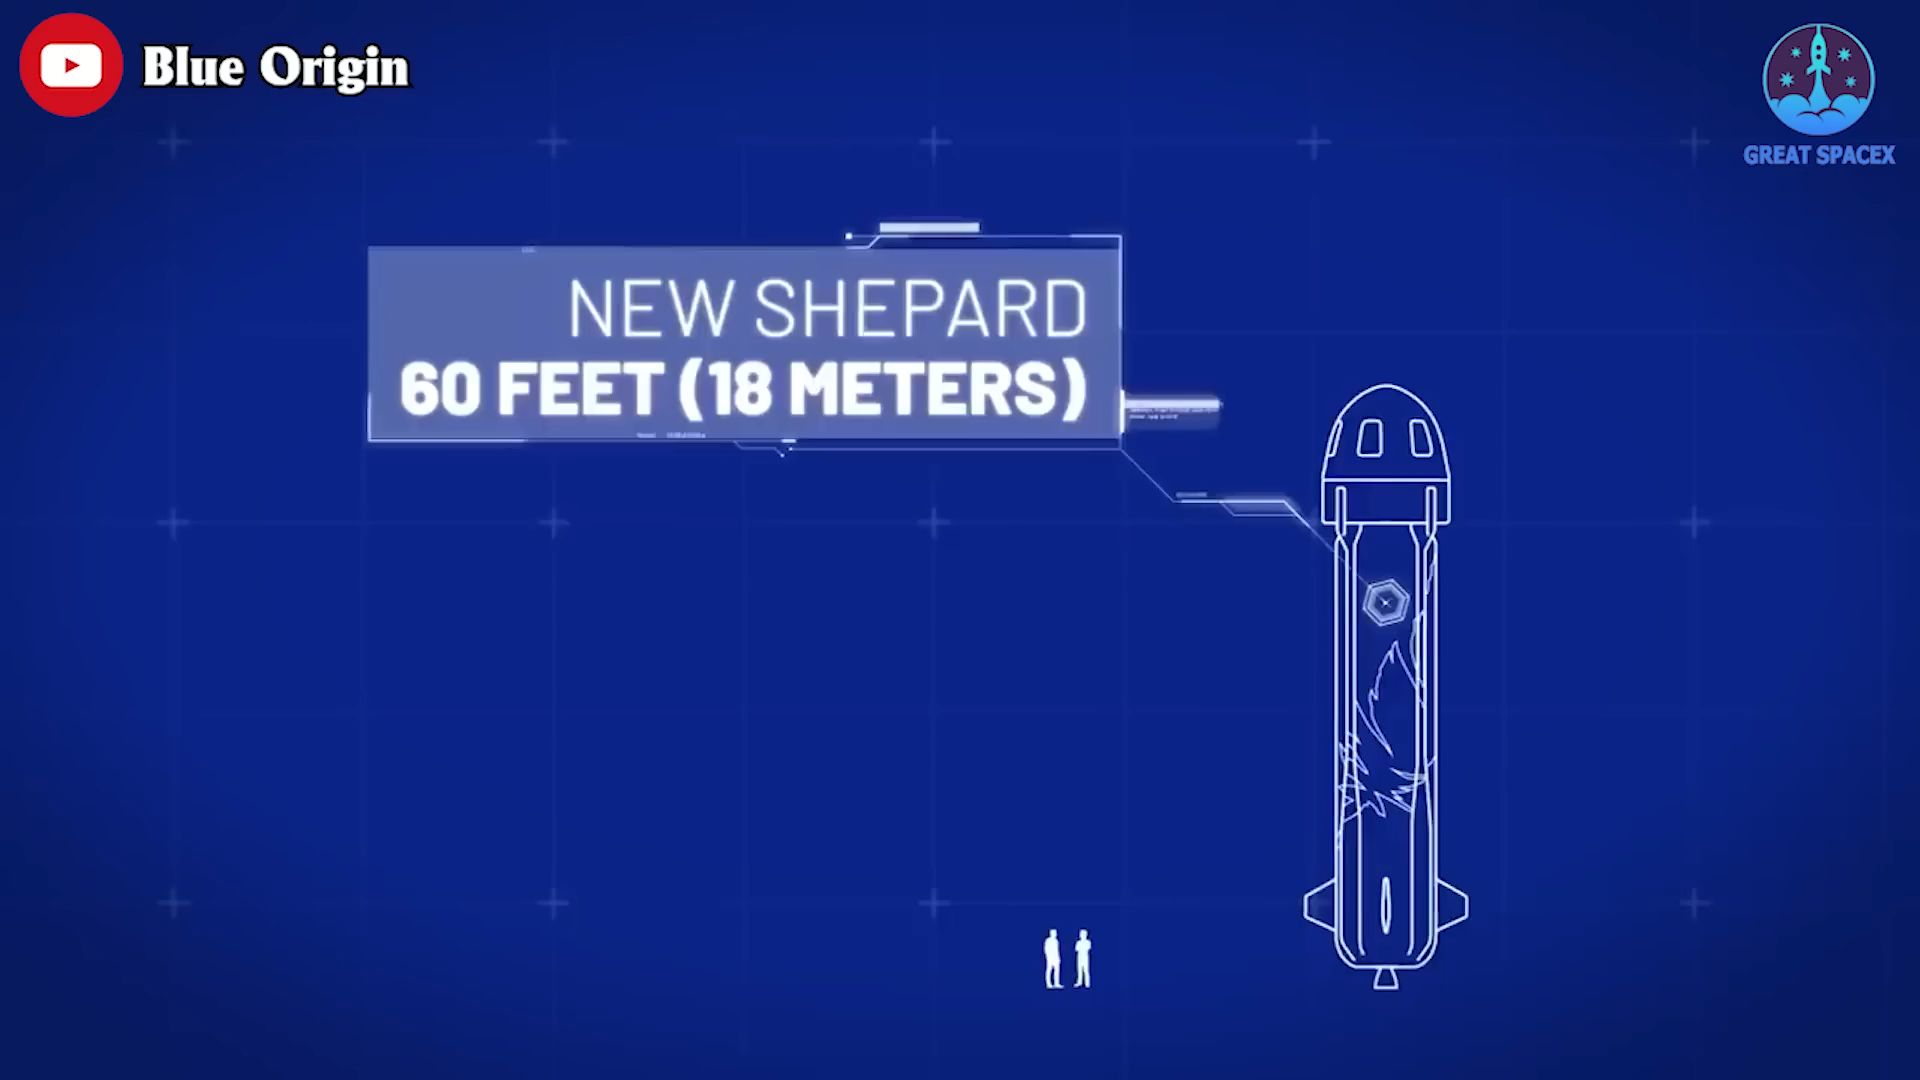 Blue Origin
GREAT SPACEX
NEW SHEPARD
60 FEET (18 METERS)